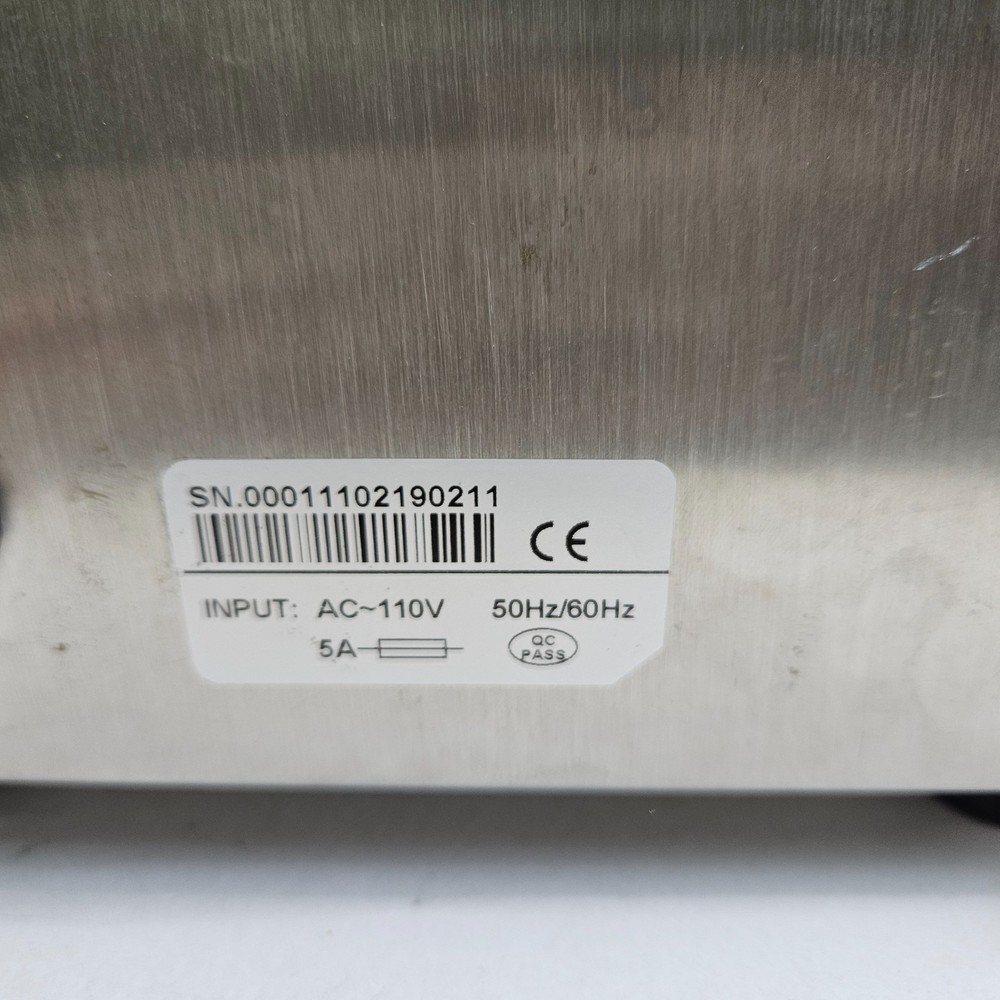 SN.00011102190211
CE
INPUT: AC~110V 50Hz/60Hz
5A
QC
PASS